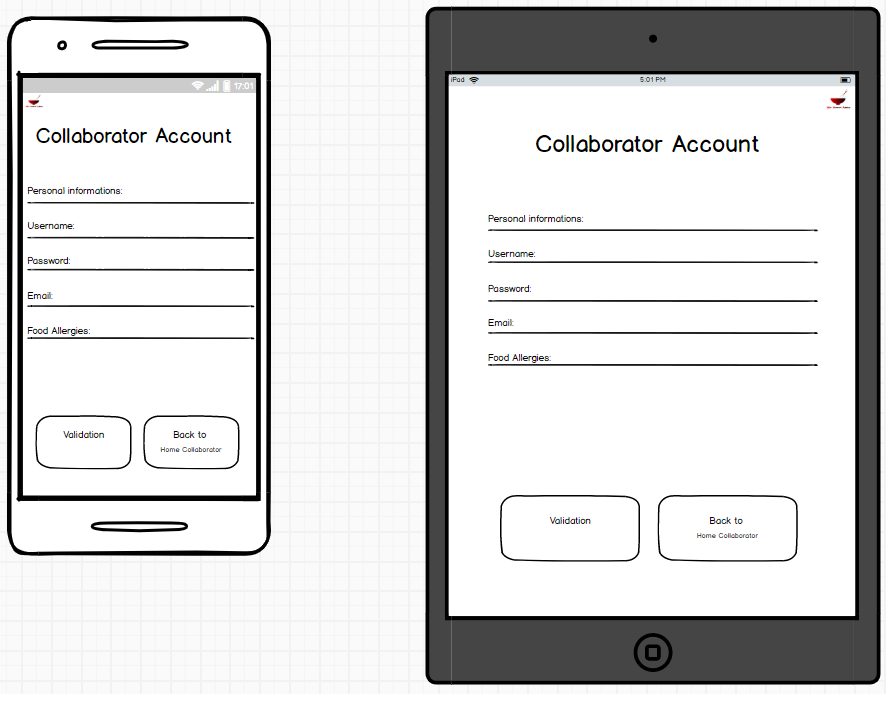 17:01
Collaborator Account
Personal informations:
Username:
Password:
Email:
Food Allergies:
Validation
Back to
Home Collaborator
iPad
5:01 PM
Collaborator Account
Personal informations:
Username:
Password:
Email:
Food Allergies:
Validation
Back to
Home Collaborator